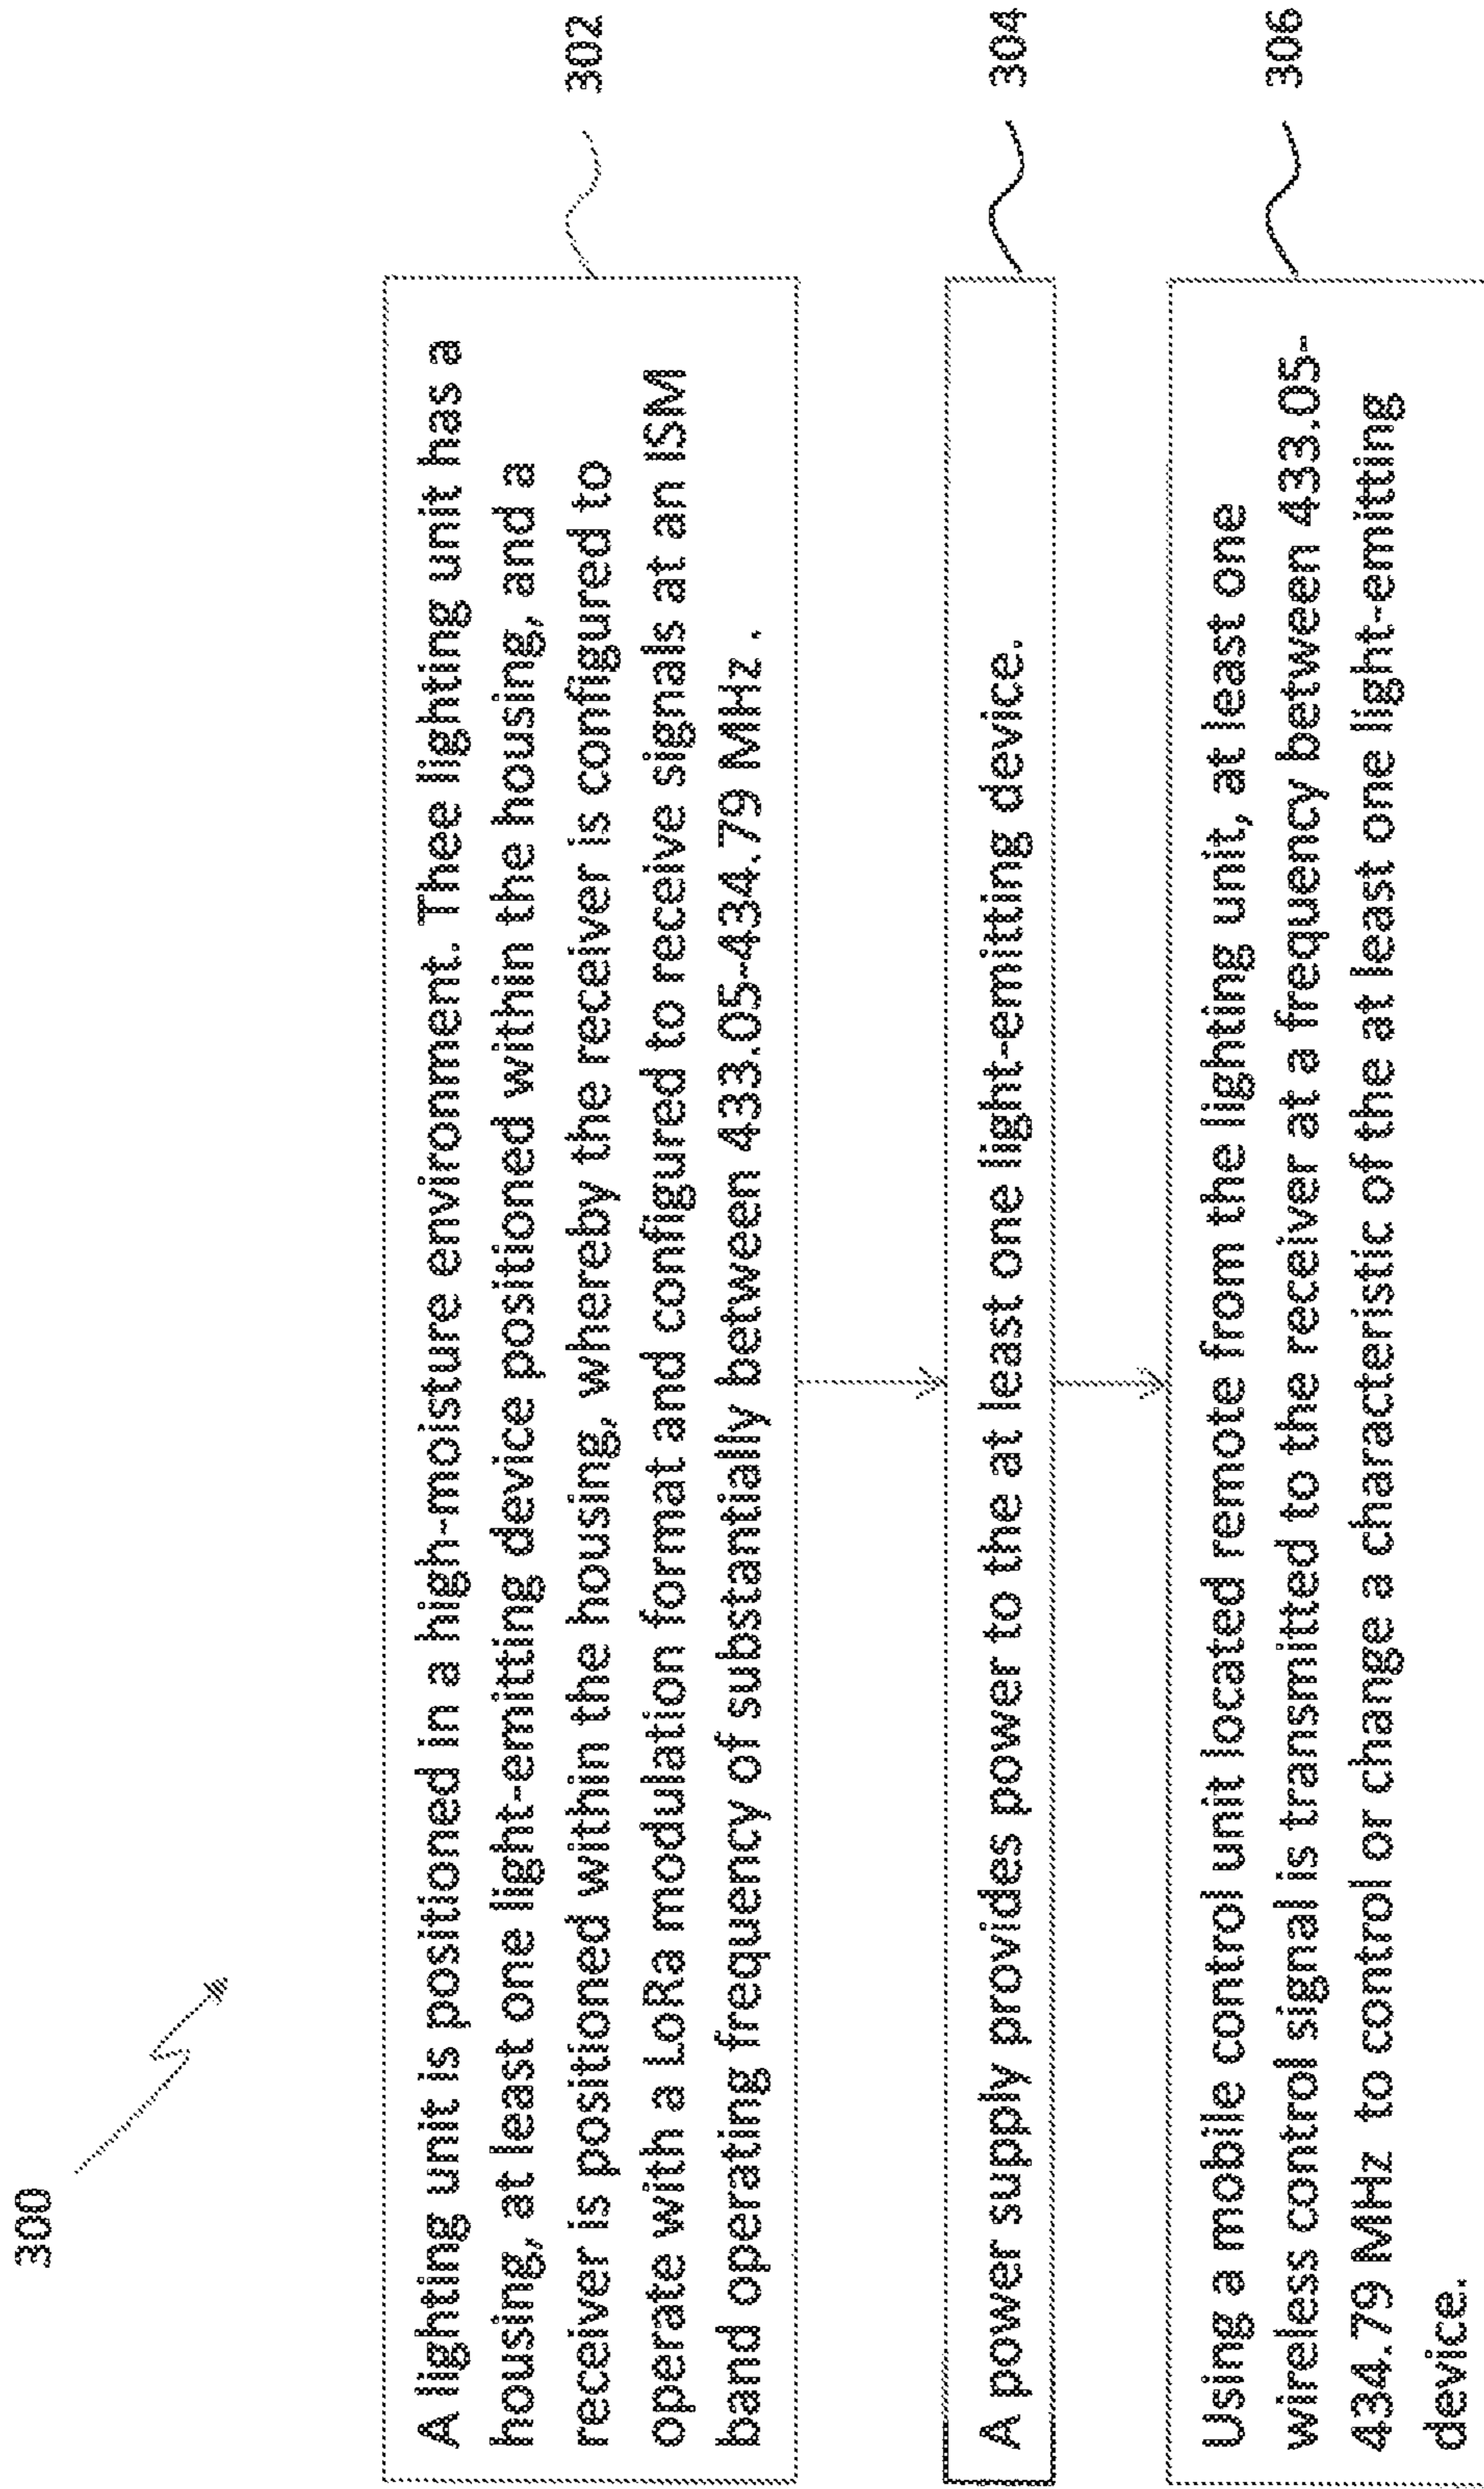 300
A lighting unit is positioned in a high-moisture environment. Thee lighting unit has a
housing, at least one light-emitting device positioned within the housing, and a
receiver is positioned within the housing, whereby the receiver is configured to
operate with a LoRa modulation format and configured to receive signals at an ISM
band operating frequency of substantially between 433.05-434.79 MHz .
302
A power supply provides power to the at least one light-emitting device.
304
Using a mobile control unit located remote from the lighting unit, at least one
wireless control signal is transmitted to the receiver at a frequency between 433.05-
434.79 MHz to control or change a characteristic of the at least one light-emitting
device.
306